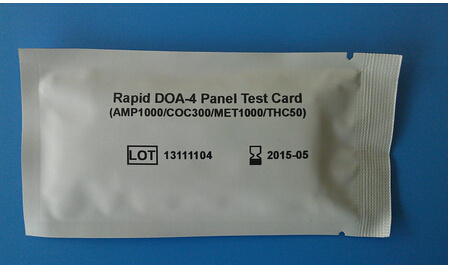 Rapid DOA-4 Panel Test Card
(AMP1000/COC300/MET1000/THC50)
LOT 13111104 2015-05